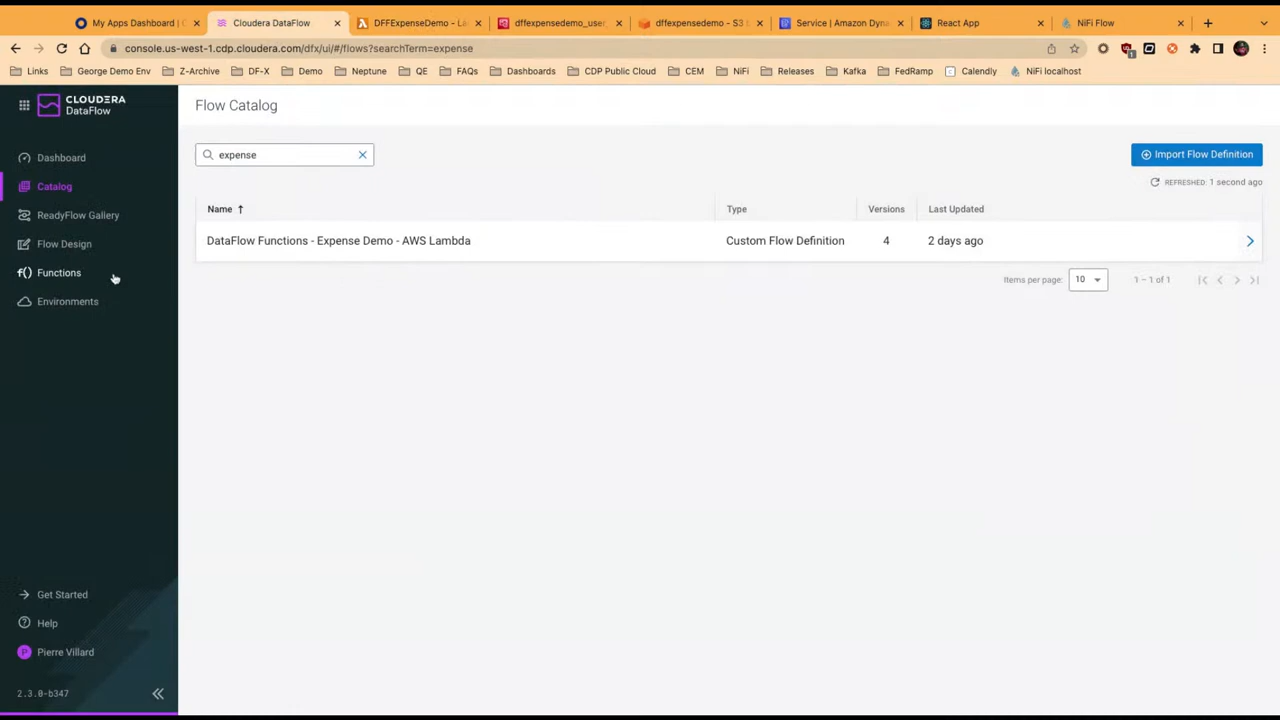 My Apps Dashboard | C
Cloudera DataFlow
DFFExpenseDemo - La
dffexpensedemo_user
dffexpensedemo - S3 b
Service | Amazon Dyna
React App
NiFi Flow
console.us-west-1.cdp.cloudera.com/dfx/ui/#/flows?searchTerm=expense
Links
George Demo Env
Z-Archive
DF-X
Demo
Neptune
QE
FAQs
Dashboards
CDP Public Cloud
CEM
NiFi
Releases
Kafka
FedRamp
Calendly
NiFi localhost
CLOUDERA
DataFlow
Flow Catalog
Dashboard
Catalog
ReadyFlow Gallery
Flow Design
f() Functions
Environments
expense
Import Flow Definition
REFRESHED: 1 second ago
Name
Type
Versions
Last Updated
DataFlow Functions - Expense Demo - AWS Lambda
Custom Flow Definition
4
2 days ago
Items per page:
10
1 – 1 of 1
Get Started
Help
P Pierre Villard
2.3.0-b347